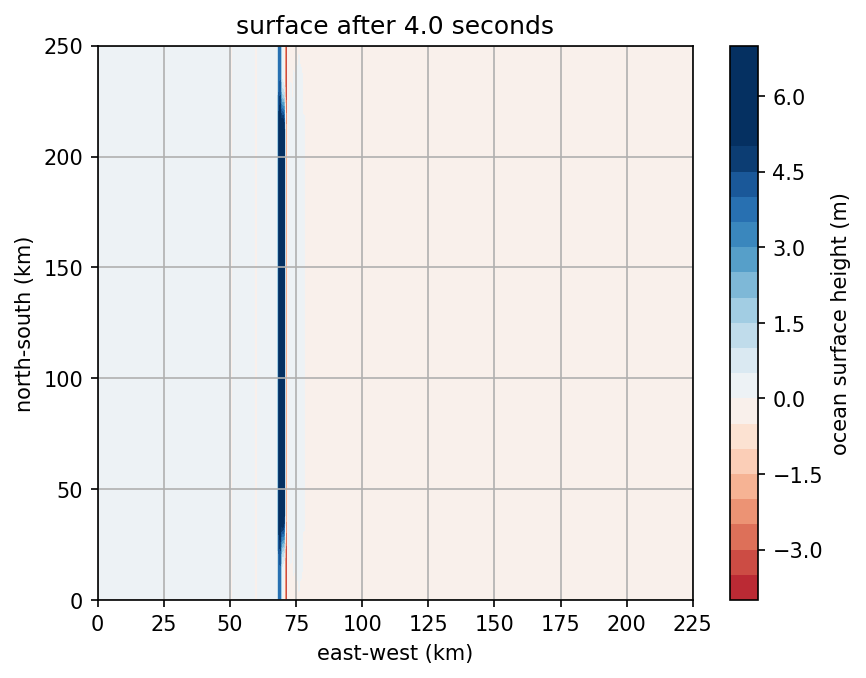 surface after 4.0 seconds
250
200
150
100
50
0
north-south (km)
0 25 50 75 100 125 150 175 200 225
east-west (km)
6.0
4.5
3.0
1.5
0.0
−1.5
−3.0
ocean surface height (m)